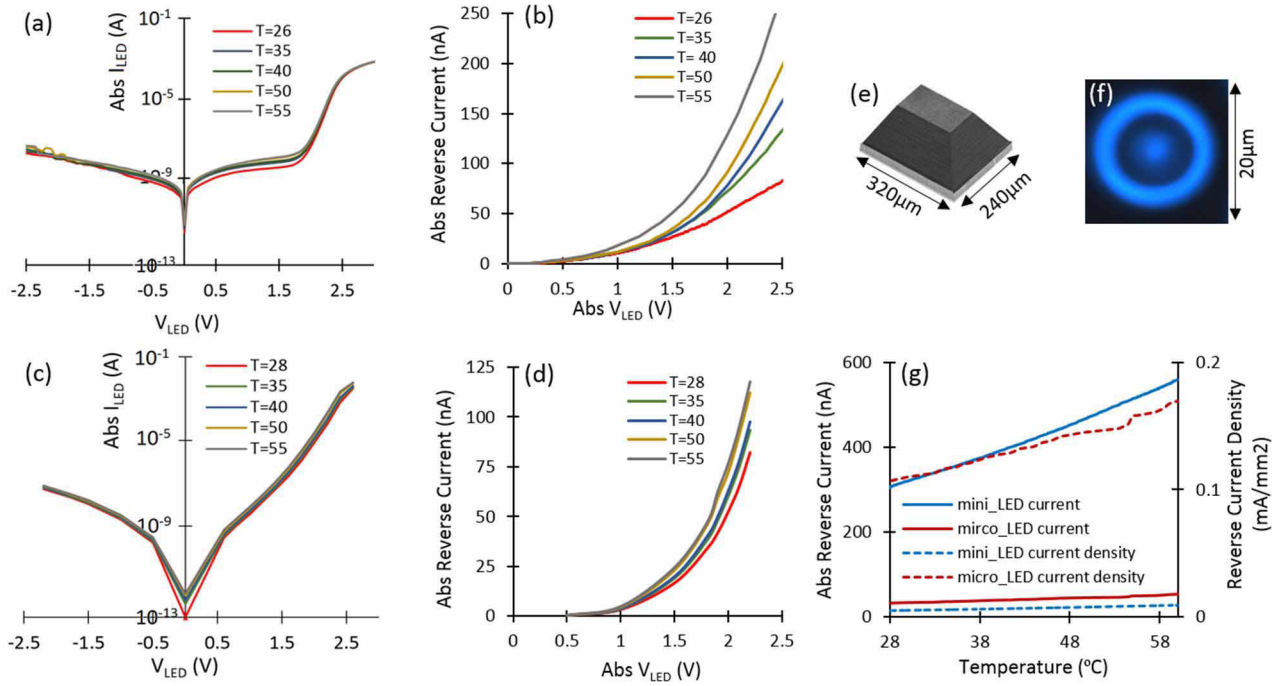 (a)
Abs I_LED (A)
10⁻¹
10⁻⁵
10⁻⁹
10⁻¹³
T=26
T=35
T=40
T=50
T=55
-2.5 -1.5 -0.5 0.5 1.5 2.5
V_LED (V)
(b)
Abs Reverse Current (nA)
250
200
150
100
50
0
T=26
T=35
T= 40
T=50
T=55
0 0.5 1 1.5 2 2.5
Abs V_LED (V)
(e)
320μm
240μm
(f)
20μm
(c)
Abs I_LED (A)
10⁻¹
10⁻⁵
10⁻⁹
10⁻¹³
T=28
T=35
T=40
T=50
T=55
-2.5 -1.5 -0.5 0.5 1.5 2.5
V_LED (V)
(d)
Abs Reverse Current (nA)
125
100
75
50
25
0
T=28
T=35
T=40
T=50
T=55
0 0.5 1 1.5 2 2.5
Abs V_LED (V)
(g)
Abs Reverse Current (nA)
600
400
200
0
mini_LED current
mirco_LED current
mini_LED current density
micro_LED current density
28 38 48 58
Temperature (°C)
0.2
0.1
0
Reverse Current Density
(mA/mm2)